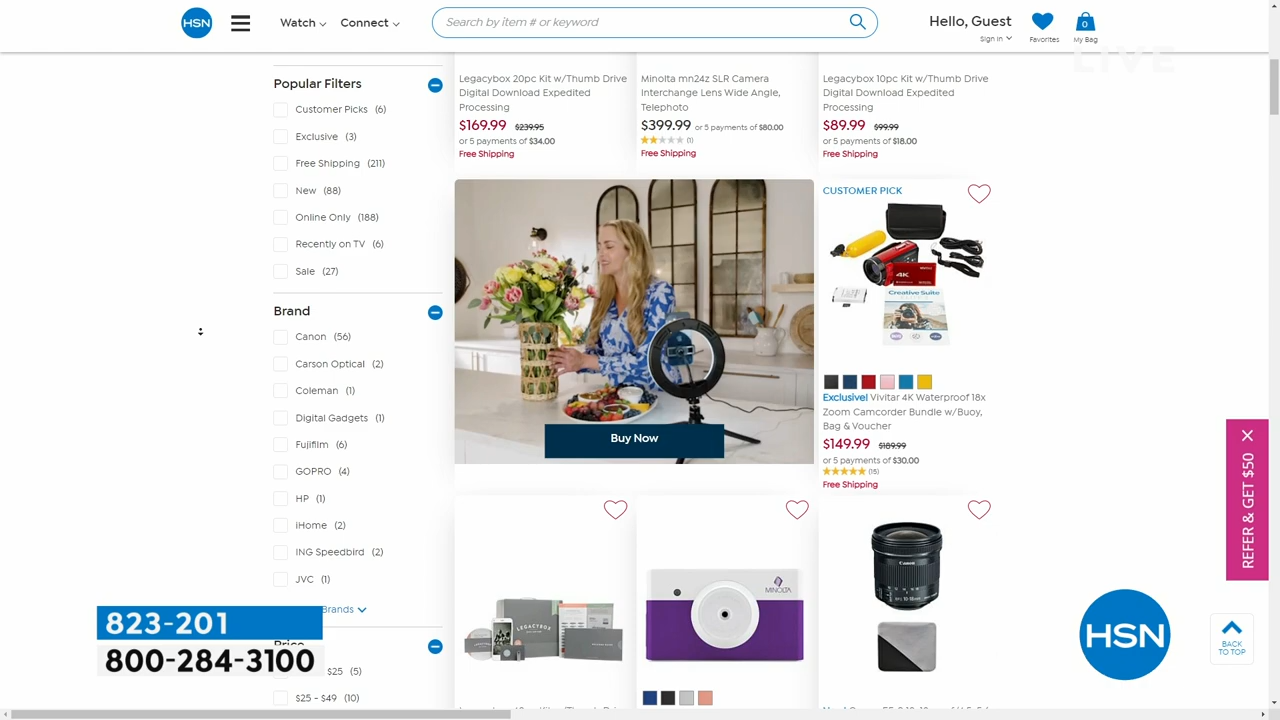 HSN
Watch
Connect
Search by item # or keyword
Hello, Guest
Sign In
Favorites
0
My Bag
LIVE
Popular Filters
Customer Picks (6)
Exclusive (3)
Free Shipping (211)
New (88)
Online Only (188)
Recently on TV (6)
Sale (27)
Brand
Canon (56)
Carson Optical (2)
Coleman (1)
Digital Gadgets (1)
Fujifilm (6)
GOPRO (4)
HP (1)
iHome (2)
ING Speedbird (2)
JVC (1)
Brands
Price
$25 (5)
$25 - $49 (10)
823-201
800-284-3100
Legacybox 20pc Kit w/Thumb Drive
Digital Download Expedited
Processing
$169.99 $239.95
or 5 payments of $34.00
Free Shipping
Minolta mn24z SLR Camera
Interchange Lens Wide Angle,
Telephoto
$399.99 or 5 payments of $80.00
(1)
Free Shipping
Legacybox 10pc Kit w/Thumb Drive
Digital Download Expedited
Processing
$89.99 $99.99
or 5 payments of $18.00
Free Shipping
Buy Now
CUSTOMER PICK
4K
Creative Suite
Exclusive! Vivitar 4K Waterproof 18x
Zoom Camcorder Bundle w/Buoy,
Bag & Voucher
$149.99 $189.99
or 5 payments of $30.00
(15)
Free Shipping
LEGACYBOX
MINOLTA
Canon
REFER & GET $50
HSN
BACK
TO TOP